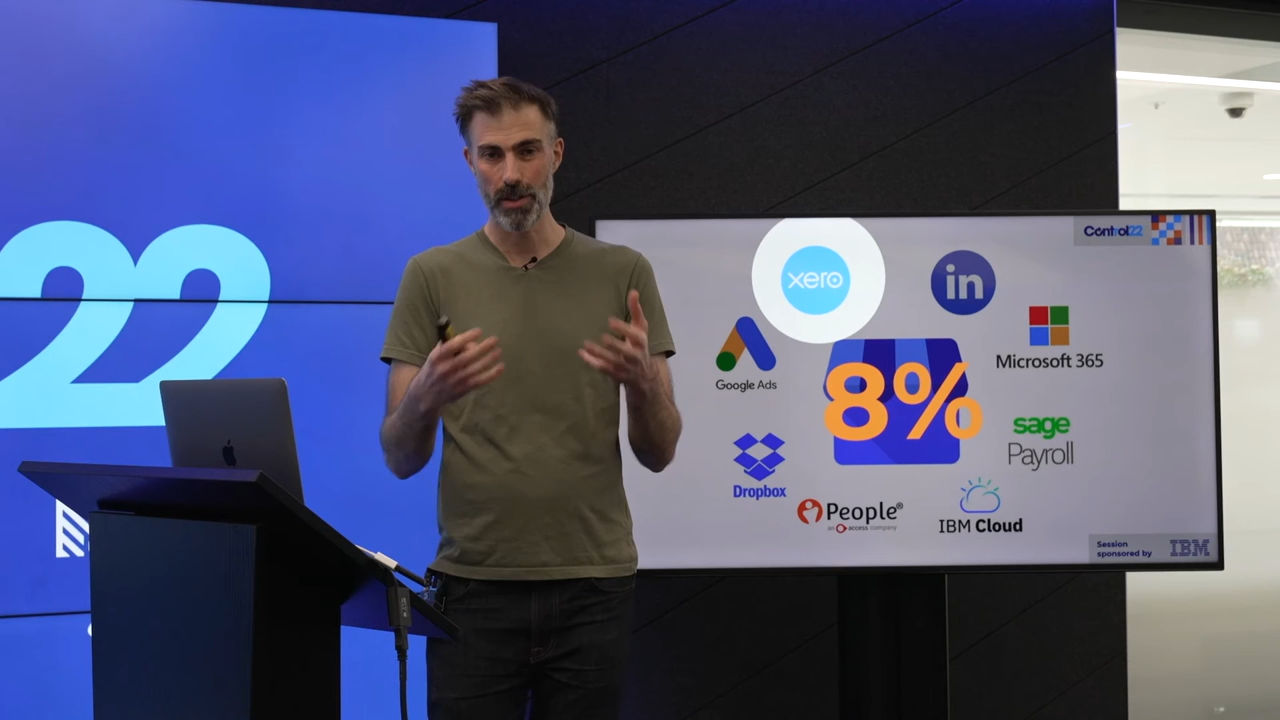 22
Control22
xero
in
Google Ads
Microsoft 365
8%
sage
Payroll
Dropbox
People®
an access company
IBM Cloud
Session
sponsored by
IBM